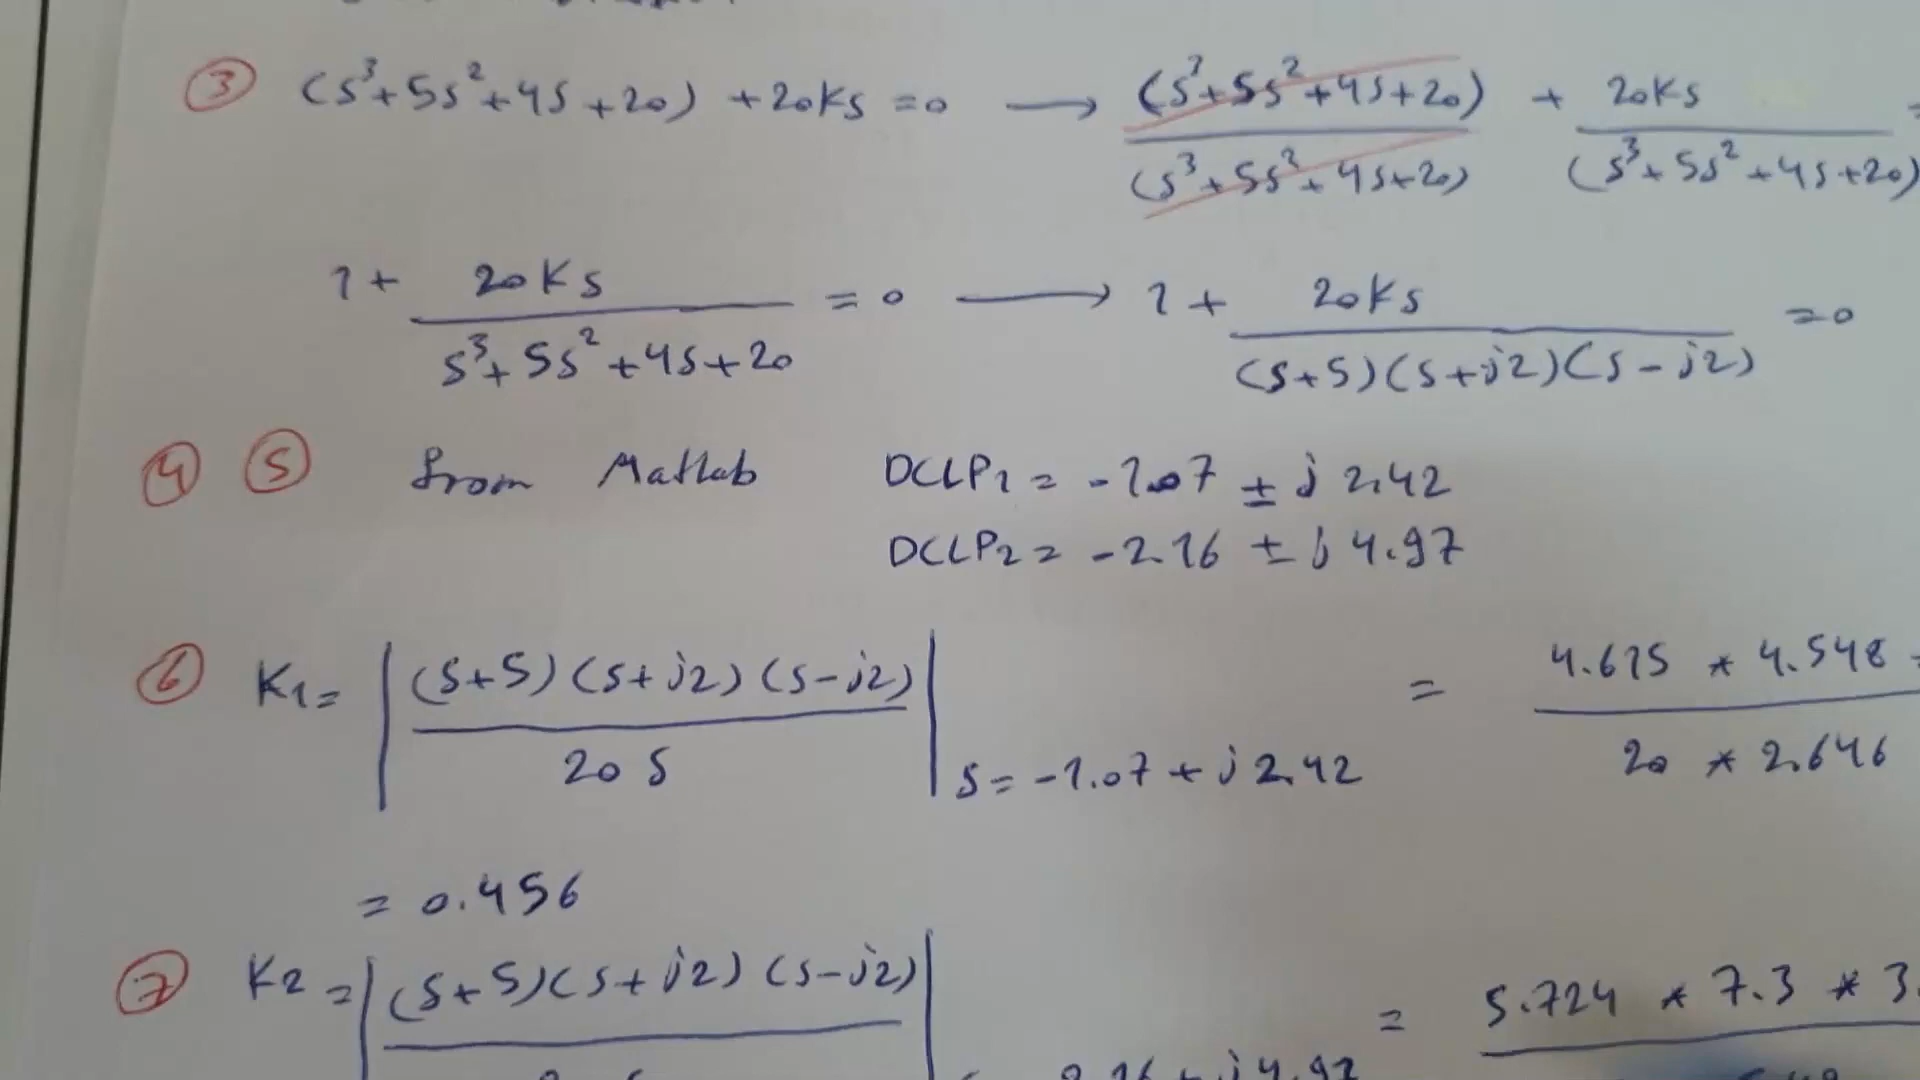 ③ (s³+5s²+4s+20) +20Ks =0 → (s³+5s²+4s+20)/(s³+5s²+4s+20) + 20Ks/(s³+5s²+4s+20) =
1+ 20Ks/(s³+5s²+4s+20) =0 → 1+ 20Ks/((s+5)(s+j2)(s-j2)) =0
④ ⑤ from Matlab DCLP1 = -1.07 ± j 2.42
DCLP2 = -2.16 ± j 4.97
⑥ K1= |(s+5)(s+j2)(s-j2)/20 s| s=-1.07+j2.42 = 4.615 * 4.548 / 20 * 2.646
= 0.456
⑦ K2 =|(s+5)(s+j2)(s-j2) = 5.724 * 7.3 * 3.